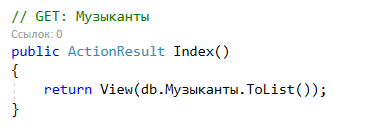 // GET: Музыканты
Ссылок: 0
public ActionResult Index()
{
return View(db.Музыканты.ToList());
}